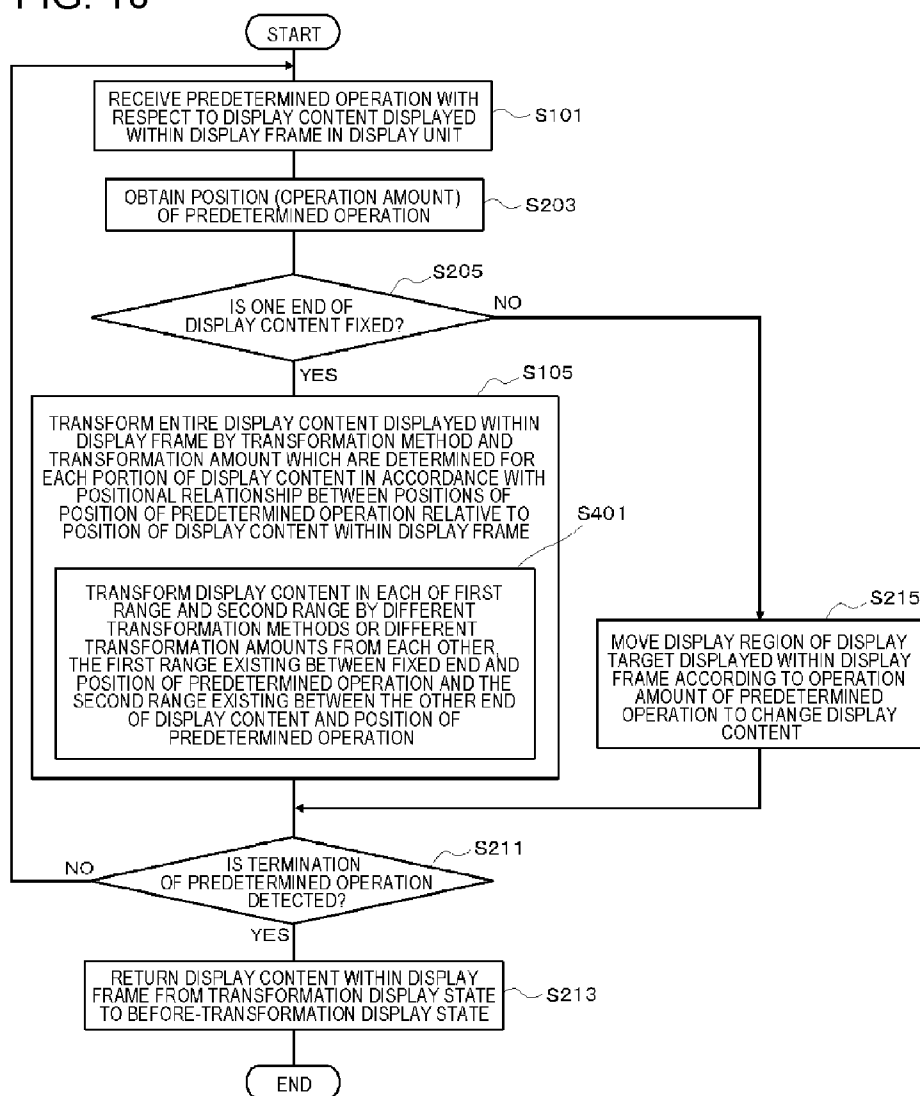 START
RECEIVE PREDETERMINED OPERATION WITH
RESPECT TO DISPLAY CONTENT DISPLAYED
WITHIN DISPLAY FRAME IN DISPLAY UNIT
S101
OBTAIN POSITION (OPERATION AMOUNT)
OF PREDETERMINED OPERATION
S203
S205
IS ONE END OF
DISPLAY CONTENT FIXED?
NO
YES
S105
TRANSFORM ENTIRE DISPLAY CONTENT DISPLAYED WITHIN
DISPLAY FRAME BY TRANSFORMATION METHOD AND
TRANSFORMATION AMOUNT WHICH ARE DETERMINED FOR
EACH PORTION OF DISPLAY CONTENT IN ACCORDANCE WITH
POSITIONAL RELATIONSHIP BETWEEN POSITIONS OF
POSITION OF PREDETERMINED OPERATION RELATIVE TO
POSITION OF DISPLAY CONTENT WITHIN DISPLAY FRAME
S401
TRANSFORM DISPLAY CONTENT IN EACH OF FIRST
RANGE AND SECOND RANGE BY DIFFERENT
TRANSFORMATION METHODS OR DIFFERENT
TRANSFORMATION AMOUNTS FROM EACH OTHER,
THE FIRST RANGE EXISTING BETWEEN FIXED END AND
POSITION OF PREDETERMINED OPERATION AND THE
SECOND RANGE EXISTING BETWEEN THE OTHER END
OF DISPLAY CONTENT AND POSITION OF
PREDETERMINED OPERATION
S215
MOVE DISPLAY REGION OF DISPLAY
TARGET DISPLAYED WITHIN DISPLAY
FRAME ACCORDING TO OPERATION
AMOUNT OF PREDETERMINED
OPERATION TO CHANGE DISPLAY
CONTENT
S211
IS TERMINATION
OF PREDETERMINED OPERATION
DETECTED?
NO
YES
RETURN DISPLAY CONTENT WITHIN DISPLAY
FRAME FROM TRANSFORMATION DISPLAY STATE
TO BEFORE-TRANSFORMATION DISPLAY STATE
S213
END